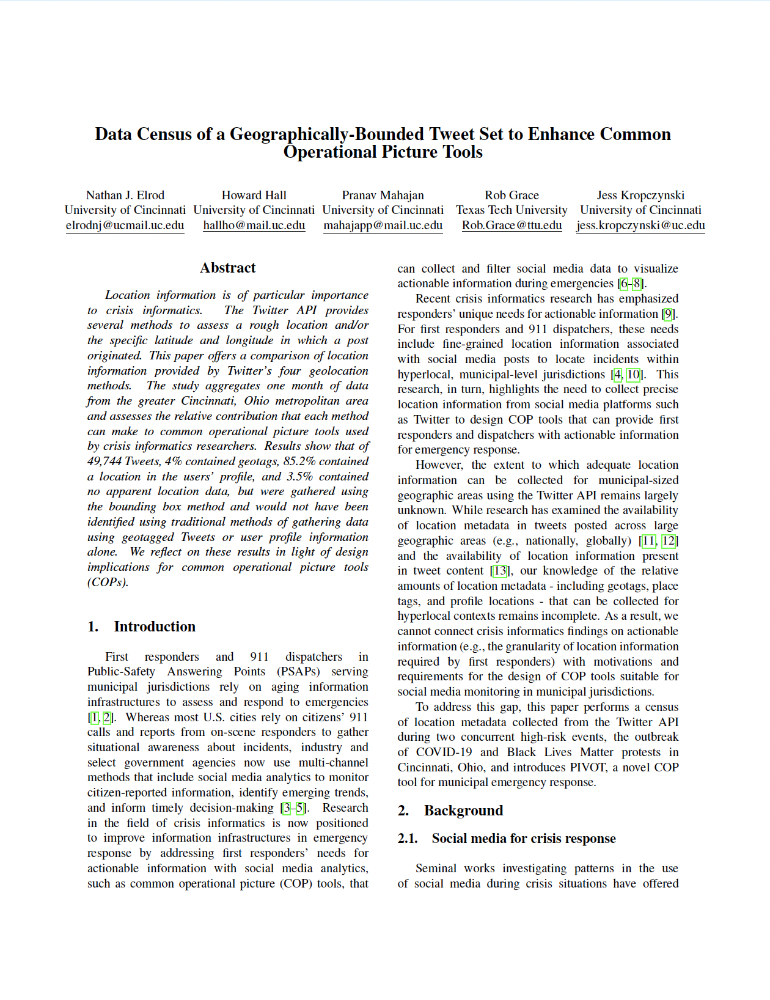 Data Census of a Geographically-Bounded Tweet Set to Enhance Common
Operational Picture Tools
Nathan J. Elrod
University of Cincinnati
elrodnj@ucmail.uc.edu
Howard Hall
University of Cincinnati
hallho@mail.uc.edu
Pranav Mahajan
University of Cincinnati
mahajapp@mail.uc.edu
Rob Grace
Texas Tech University
Rob.Grace@ttu.edu
Jess Kropczynski
University of Cincinnati
jess.kropczynski@uc.edu
Abstract
Location information is of particular importance
to crisis informatics. The Twitter API provides
several methods to assess a rough location and/or
the specific latitude and longitude in which a post
originated. This paper offers a comparison of location
information provided by Twitter's four geolocation
methods. The study aggregates one month of data
from the greater Cincinnati, Ohio metropolitan area
and assesses the relative contribution that each method
can make to common operational picture tools used
by crisis informatics researchers. Results show that of
49,744 Tweets, 4% contained geotags, 85.2% contained
a location in the users' profile, and 3.5% contained
no apparent location data, but were gathered using
the bounding box method and would not have been
identified using traditional methods of gathering data
using geotagged Tweets or user profile information
alone. We reflect on these results in light of design
implications for common operational picture tools
(COPs).
1. Introduction
First responders and 911 dispatchers in
Public-Safety Answering Points (PSAPs) serving
municipal jurisdictions rely on aging information
infrastructures to assess and respond to emergencies
[1, 2]. Whereas most U.S. cities rely on citizens' 911
calls and reports from on-scene responders to gather
situational awareness about incidents, industry and
select government agencies now use multi-channel
methods that include social media analytics to monitor
citizen-reported information, identify emerging trends,
and inform timely decision-making [3–5]. Research
in the field of crisis informatics is now positioned
to improve information infrastructures in emergency
response by addressing first responders' needs for
actionable information with social media analytics,
such as common operational picture (COP) tools, that
can collect and filter social media data to visualize
actionable information during emergencies [6–8].
Recent crisis informatics research has emphasized
responders' unique needs for actionable information [9].
For first responders and 911 dispatchers, these needs
include fine-grained location information associated
with social media posts to locate incidents within
hyperlocal, municipal-level jurisdictions [4, 10]. This
research, in turn, highlights the need to collect precise
location information from social media platforms such
as Twitter to design COP tools that can provide first
responders and dispatchers with actionable information
for emergency response.
However, the extent to which adequate location
information can be collected for municipal-sized
geographic areas using the Twitter API remains largely
unknown. While research has examined the availability
of location metadata in tweets posted across large
geographic areas (e.g., nationally, globally) [11, 12]
and the availability of location information present
in tweet content [13], our knowledge of the relative
amounts of location metadata - including geotags, place
tags, and profile locations - that can be collected for
hyperlocal contexts remains incomplete. As a result, we
cannot connect crisis informatics findings on actionable
information (e.g., the granularity of location information
required by first responders) with motivations and
requirements for the design of COP tools suitable for
social media monitoring in municipal jurisdictions.
To address this gap, this paper performs a census
of location metadata collected from the Twitter API
during two concurrent high-risk events, the outbreak
of COVID-19 and Black Lives Matter protests in
Cincinnati, Ohio, and introduces PIVOT, a novel COP
tool for municipal emergency response.
2. Background
2.1. Social media for crisis response
Seminal works investigating patterns in the use
of social media during crisis situations have offered